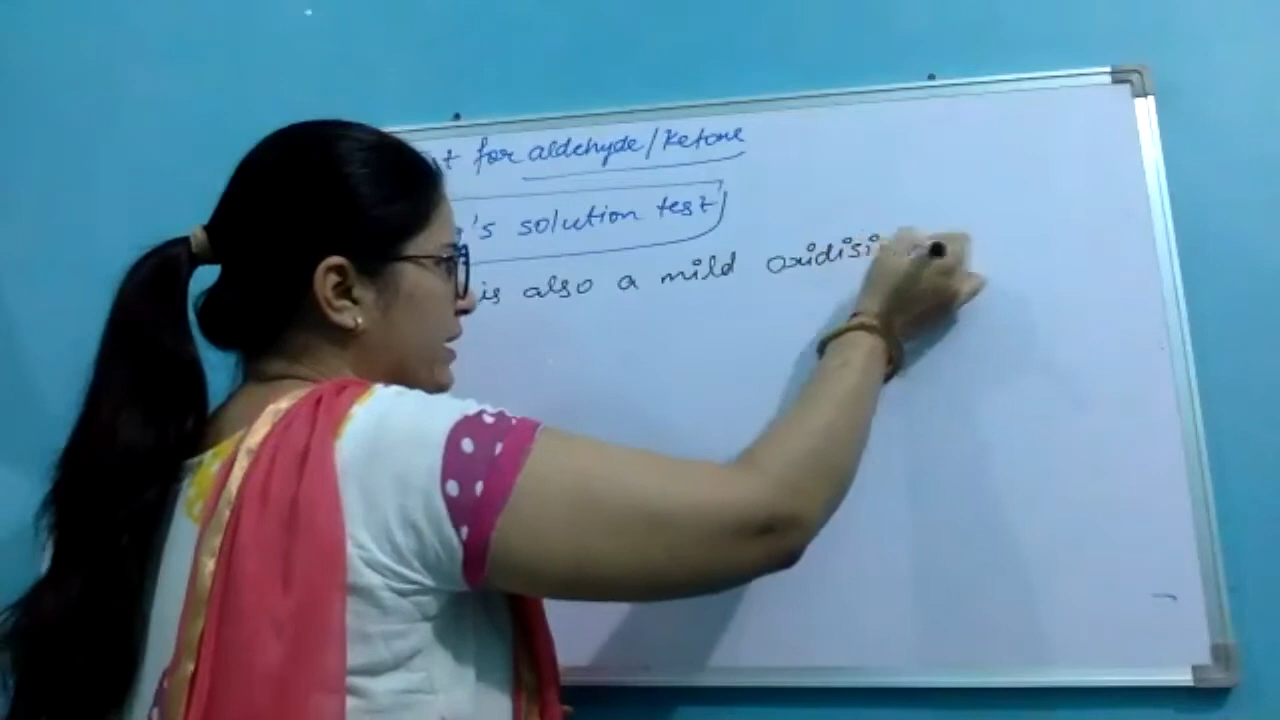 for aldehyde/Ketone
's solution test
is also a mild oxidisi